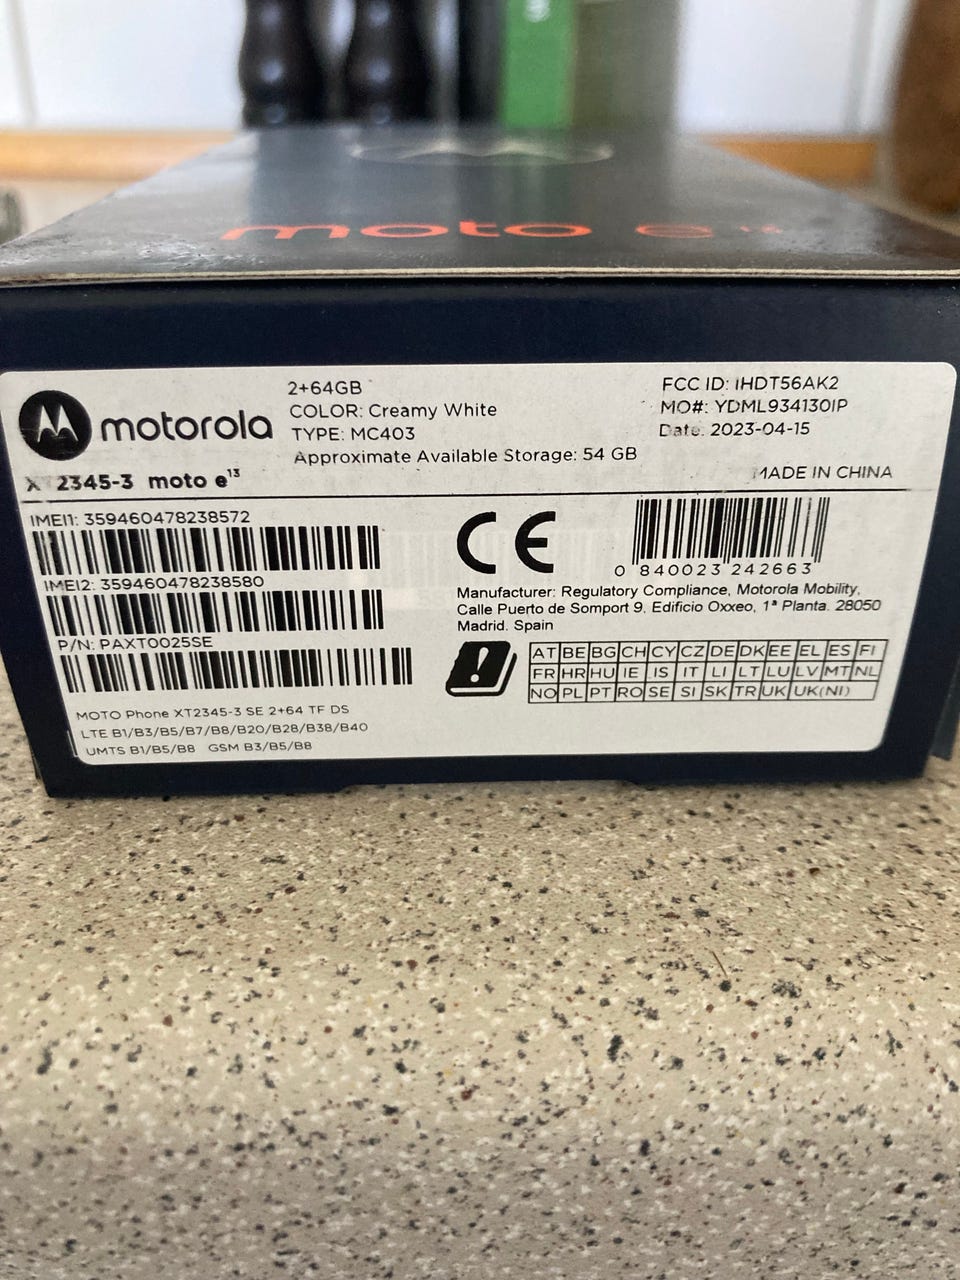 moto e
motorola
2+64GB
COLOR: Creamy White
TYPE: MC403
Approximate Available Storage: 54 GB
FCC ID: IHDT56AK2
MO#: YDML934130IP
Date: 2023-04-15
MADE IN CHINA
XT2345-3 moto e13
IMEI1: 359460478238572
IMEI2: 359460478238580
P/N: PAXT0025SE
MOTO Phone XT2345-3 SE 2+64 TF DS
LTE B1/B3/B5/B7/B8/B20/B28/B38/B40
UMTS B1/B5/B8 GSM B3/B5/B8
CE
0 840023 242663
Manufacturer: Regulatory Compliance, Motorola Mobility,
Calle Puerto de Somport 9, Edificio Oxxeo, 1ª Planta. 28050
Madrid. Spain
AT BE BG CH CY CZ DE DK EE EL ES FI
FR HR HU IE IS IT LI LT LU LV MT NL
NO PL PT RO SE SI SK TR UK UK(NI)